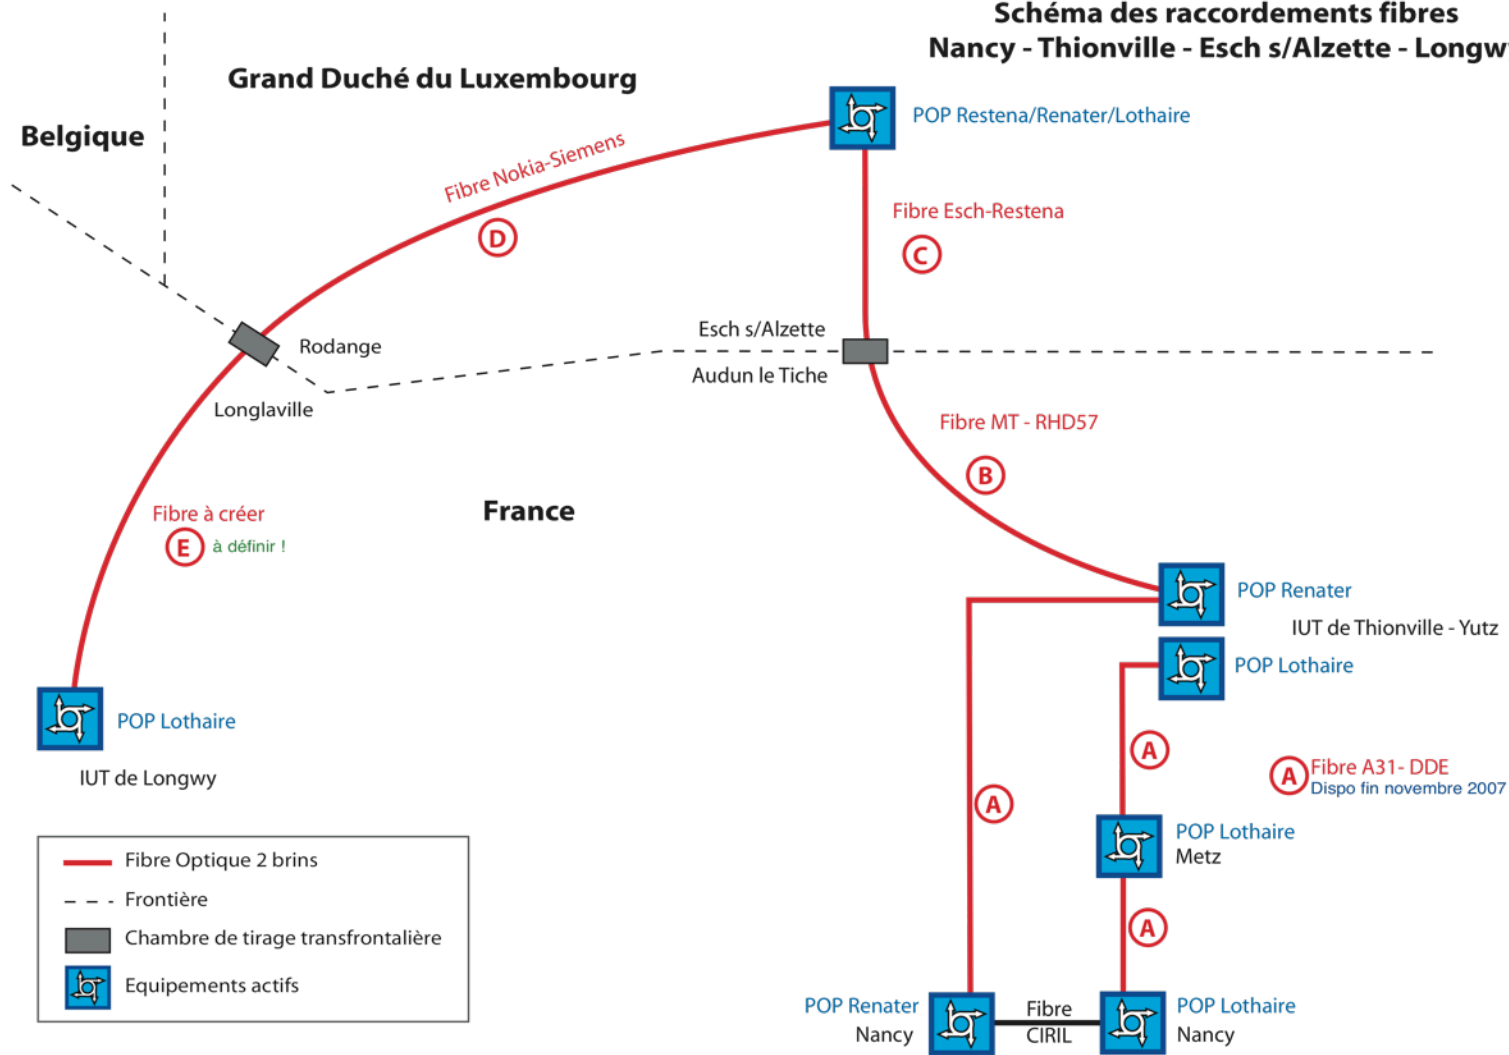 Schéma des raccordements fibres
Nancy - Thionville - Esch s/Alzette - Longw
Grand Duché du Luxembourg
Belgique
POP Restena/Renater/Lothaire
Fibre Nokia-Siemens
D
Fibre Esch-Restena
C
Esch s/Alzette
Rodange
Audun le Tiche
Longlaville
Fibre MT - RHD57
B
France
Fibre à créer
E à définir !
POP Renater
IUT de Thionville - Yutz
POP Lothaire
POP Lothaire
IUT de Longwy
A
A Fibre A31- DDE
Dispo fin novembre 2007
A
POP Lothaire
Metz
A
Fibre Optique 2 brins
Frontière
Chambre de tirage transfrontalière
Equipements actifs
POP Renater
Nancy
Fibre
CIRIL
POP Lothaire
Nancy